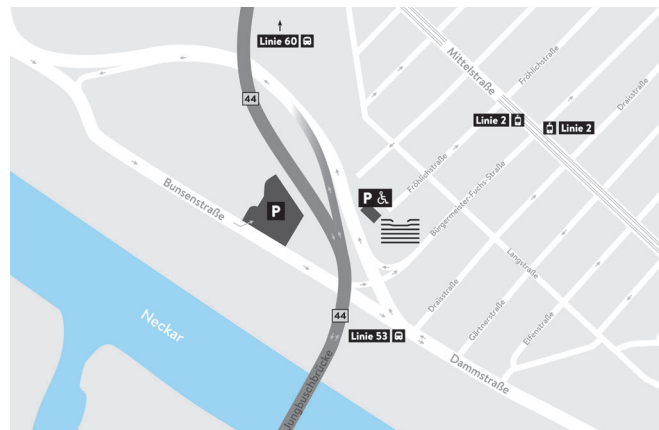 Linie 60
Mittelstraße
Fröhlichstraße
Draisstraße
44
Linie 2
Linie 2
Fröhlichstraße
P
Bürgermeister-Fuchs-Straße
Bunsenstraße
P
Langstraße
Draisstraße
Gärtnerstraße
Elfenstraße
44
Neckar
Linie 53
Dammstraße
Jungbuschbrücke